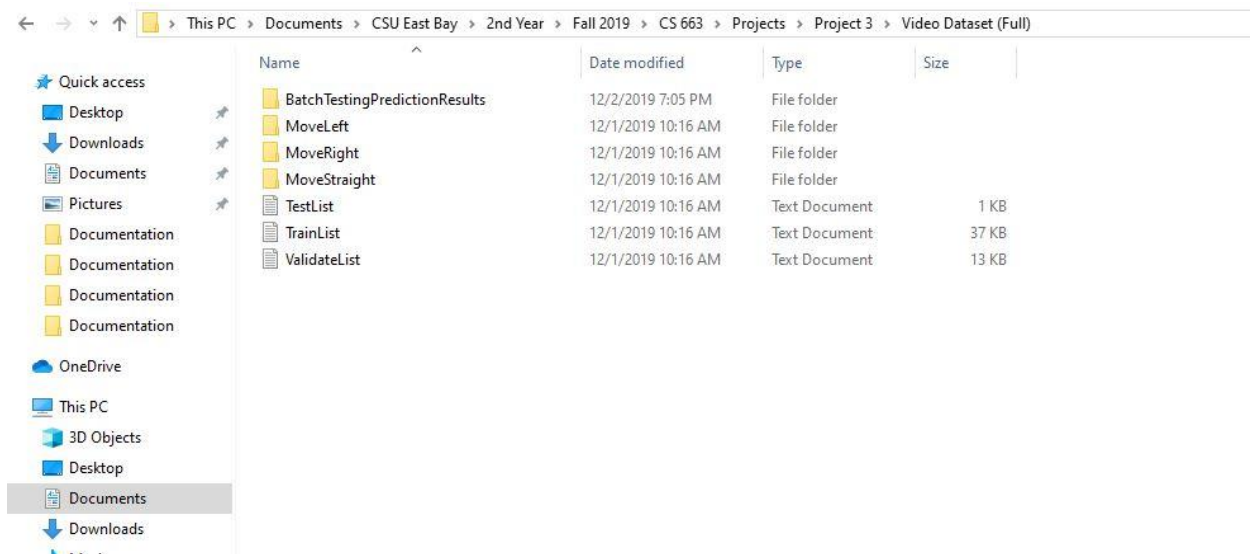 This PC > Documents > CSU East Bay > 2nd Year > Fall 2019 > CS 663 > Projects > Project 3 > Video Dataset (Full)
Quick access
Desktop
Downloads
Documents
Pictures
Documentation
Documentation
Documentation
Documentation
OneDrive
This PC
3D Objects
Desktop
Documents
Downloads
Name Date modified Type Size
BatchTestingPredictionResults 12/2/2019 7:05 PM File folder
MoveLeft 12/1/2019 10:16 AM File folder
MoveRight 12/1/2019 10:16 AM File folder
MoveStraight 12/1/2019 10:16 AM File folder
TestList 12/1/2019 10:16 AM Text Document 1 KB
TrainList 12/1/2019 10:16 AM Text Document 37 KB
ValidateList 12/1/2019 10:16 AM Text Document 13 KB